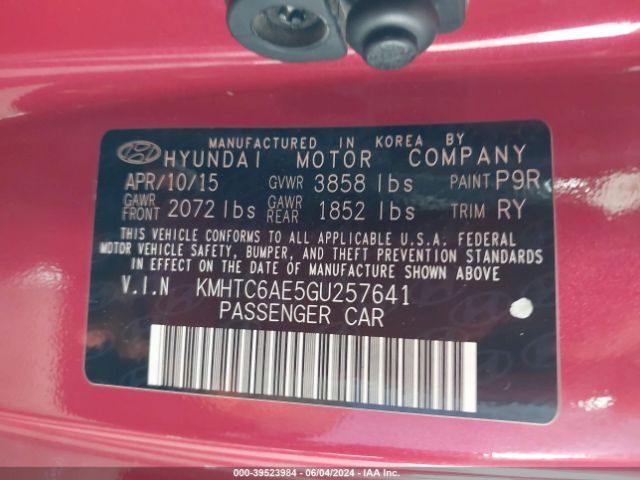 MANUFACTURED IN KOREA BY
HYUNDAI MOTOR COMPANY
APR/10/15 GVWR 3858 lbs PAINT P9R
GAWR FRONT 2072 lbs GAWR REAR 1852 lbs TRIM RY
THIS VEHICLE CONFORMS TO ALL APPLICABLE U.S.A. FEDERAL
MOTOR VEHICLE SAFETY, BUMPER, AND THEFT PREVENTION STANDARDS
IN EFFECT ON THE DATE OF MANUFACTURE SHOWN ABOVE
V.I.N KMHTC6AE5GU257641
PASSENGER CAR
000-39523984 | 06/04/2024 | IAA Inc.